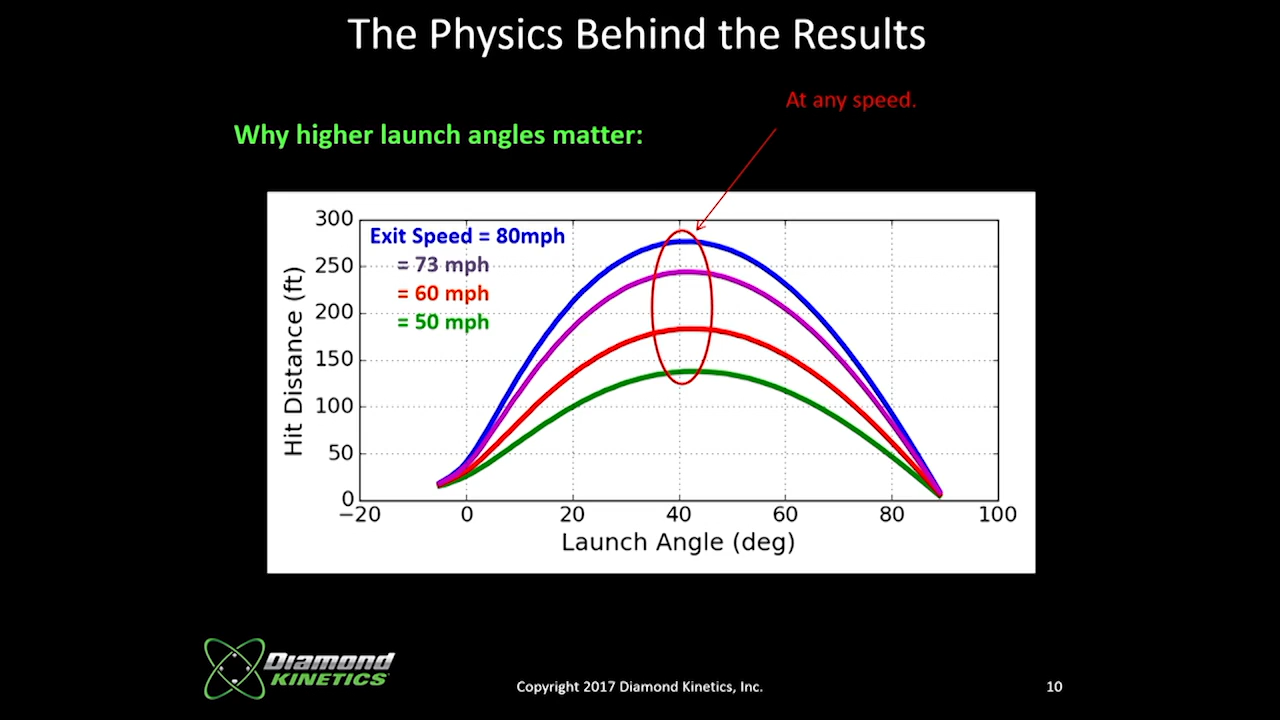 The Physics Behind the Results
At any speed.
Why higher launch angles matter:
Exit Speed = 80mph
= 73 mph
= 60 mph
= 50 mph
Hit Distance (ft)
300
250
200
150
100
50
0
−20 0 20 40 60 80 100
Launch Angle (deg)
Diamond
KINETICS
Copyright 2017 Diamond Kinetics, Inc.
10